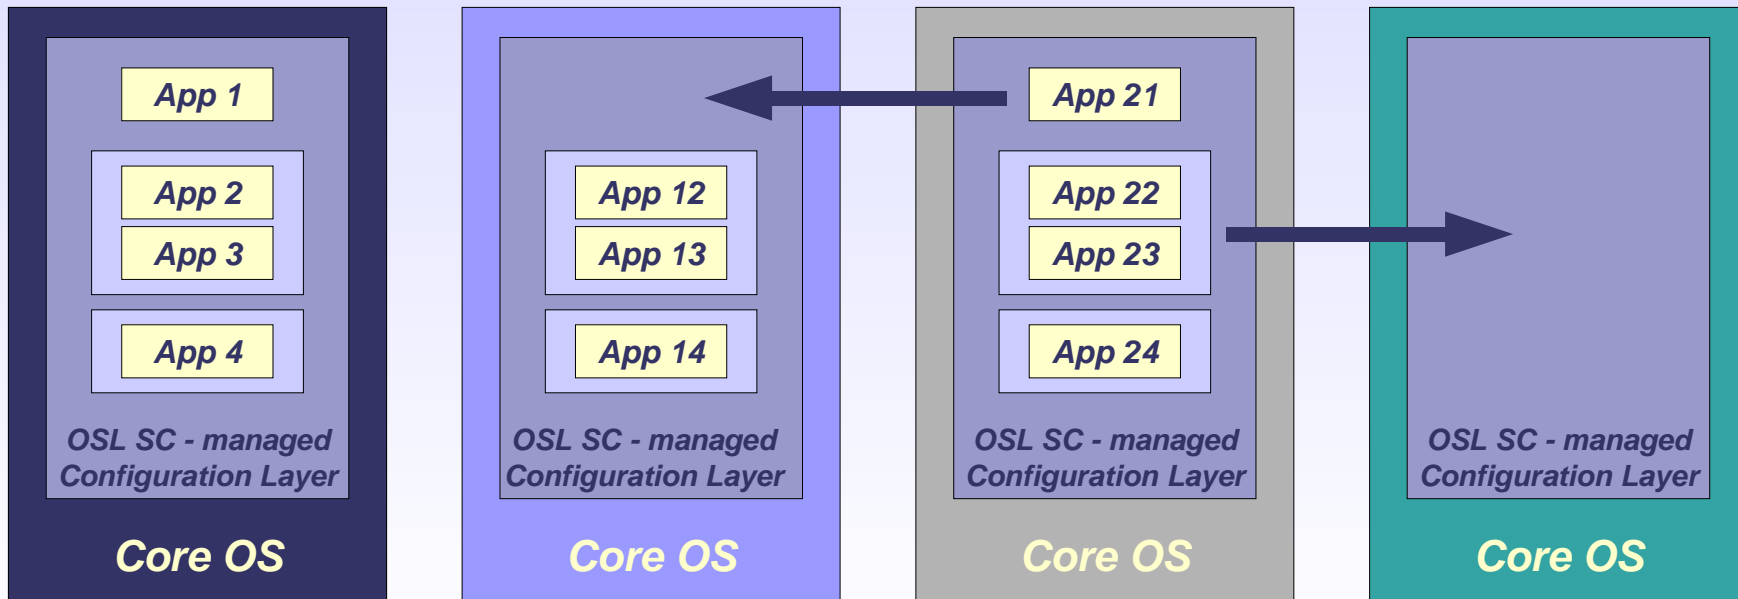 App 1
App 2
App 3
App 4
OSL SC - managed
Configuration Layer
Core OS
App 12
App 13
App 14
OSL SC - managed
Configuration Layer
Core OS
App 21
App 22
App 23
App 24
OSL SC - managed
Configuration Layer
Core OS
OSL SC - managed
Configuration Layer
Core OS